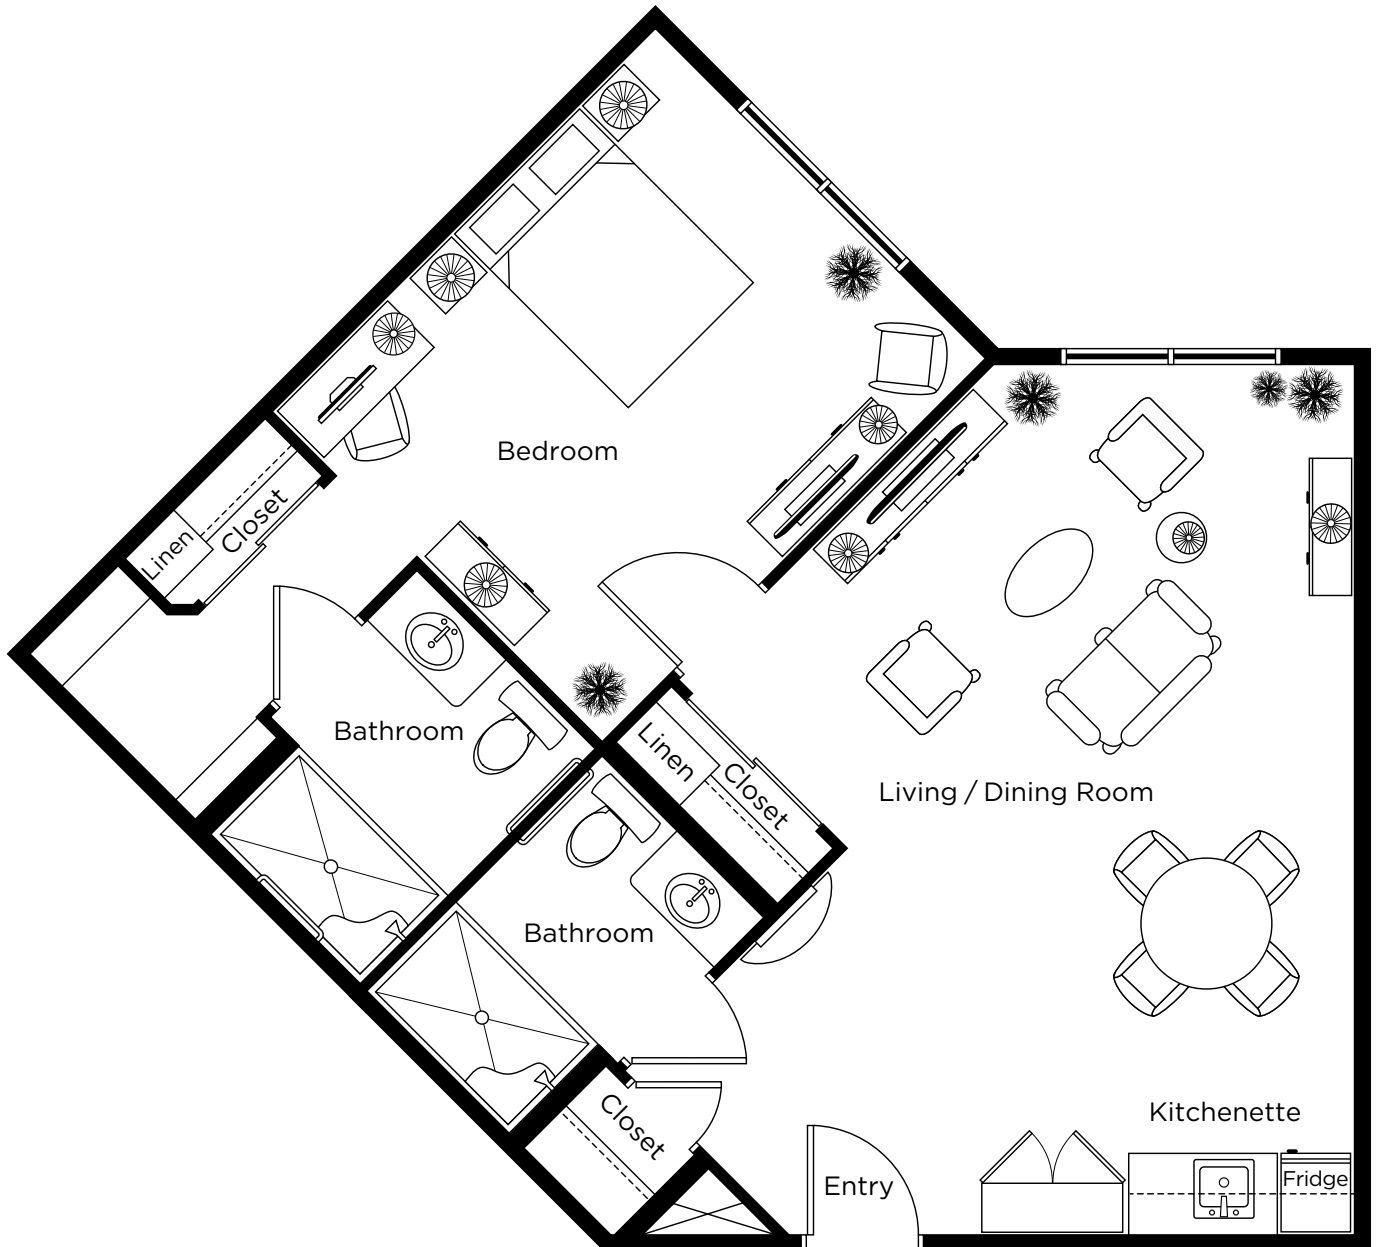 Bedroom
Closet
Linen
Bathroom
Linen
Closet
Living / Dining Room
Bathroom
Closet
Kitchenette
Entry
Fridge